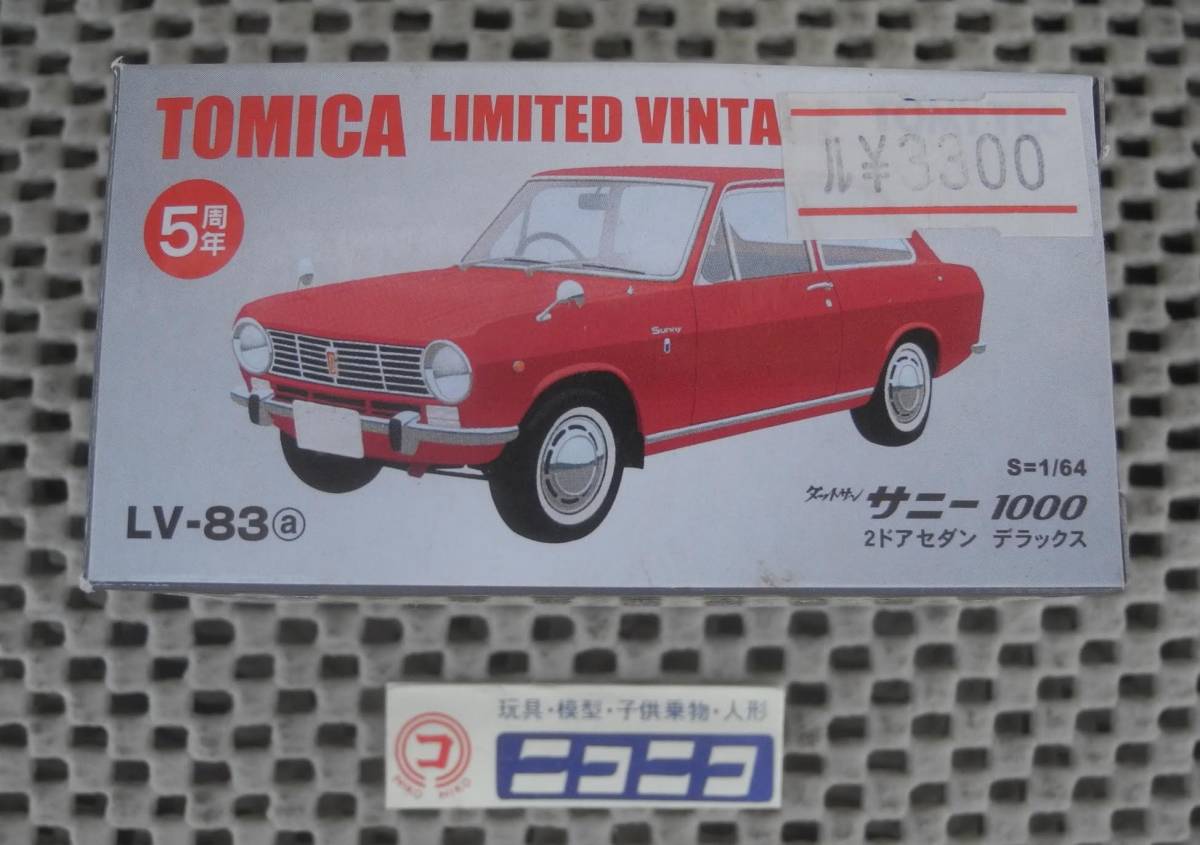 TOMICA LIMITED VINTA
ル¥3300
5周年
Sunny
S=1/64
ダットサン サニー 1000
2ドアセダン デラックス
LV-83ⓐ
玩具・模型・子供乗物・人形
コ
ニコニコ
NIKO NIKO